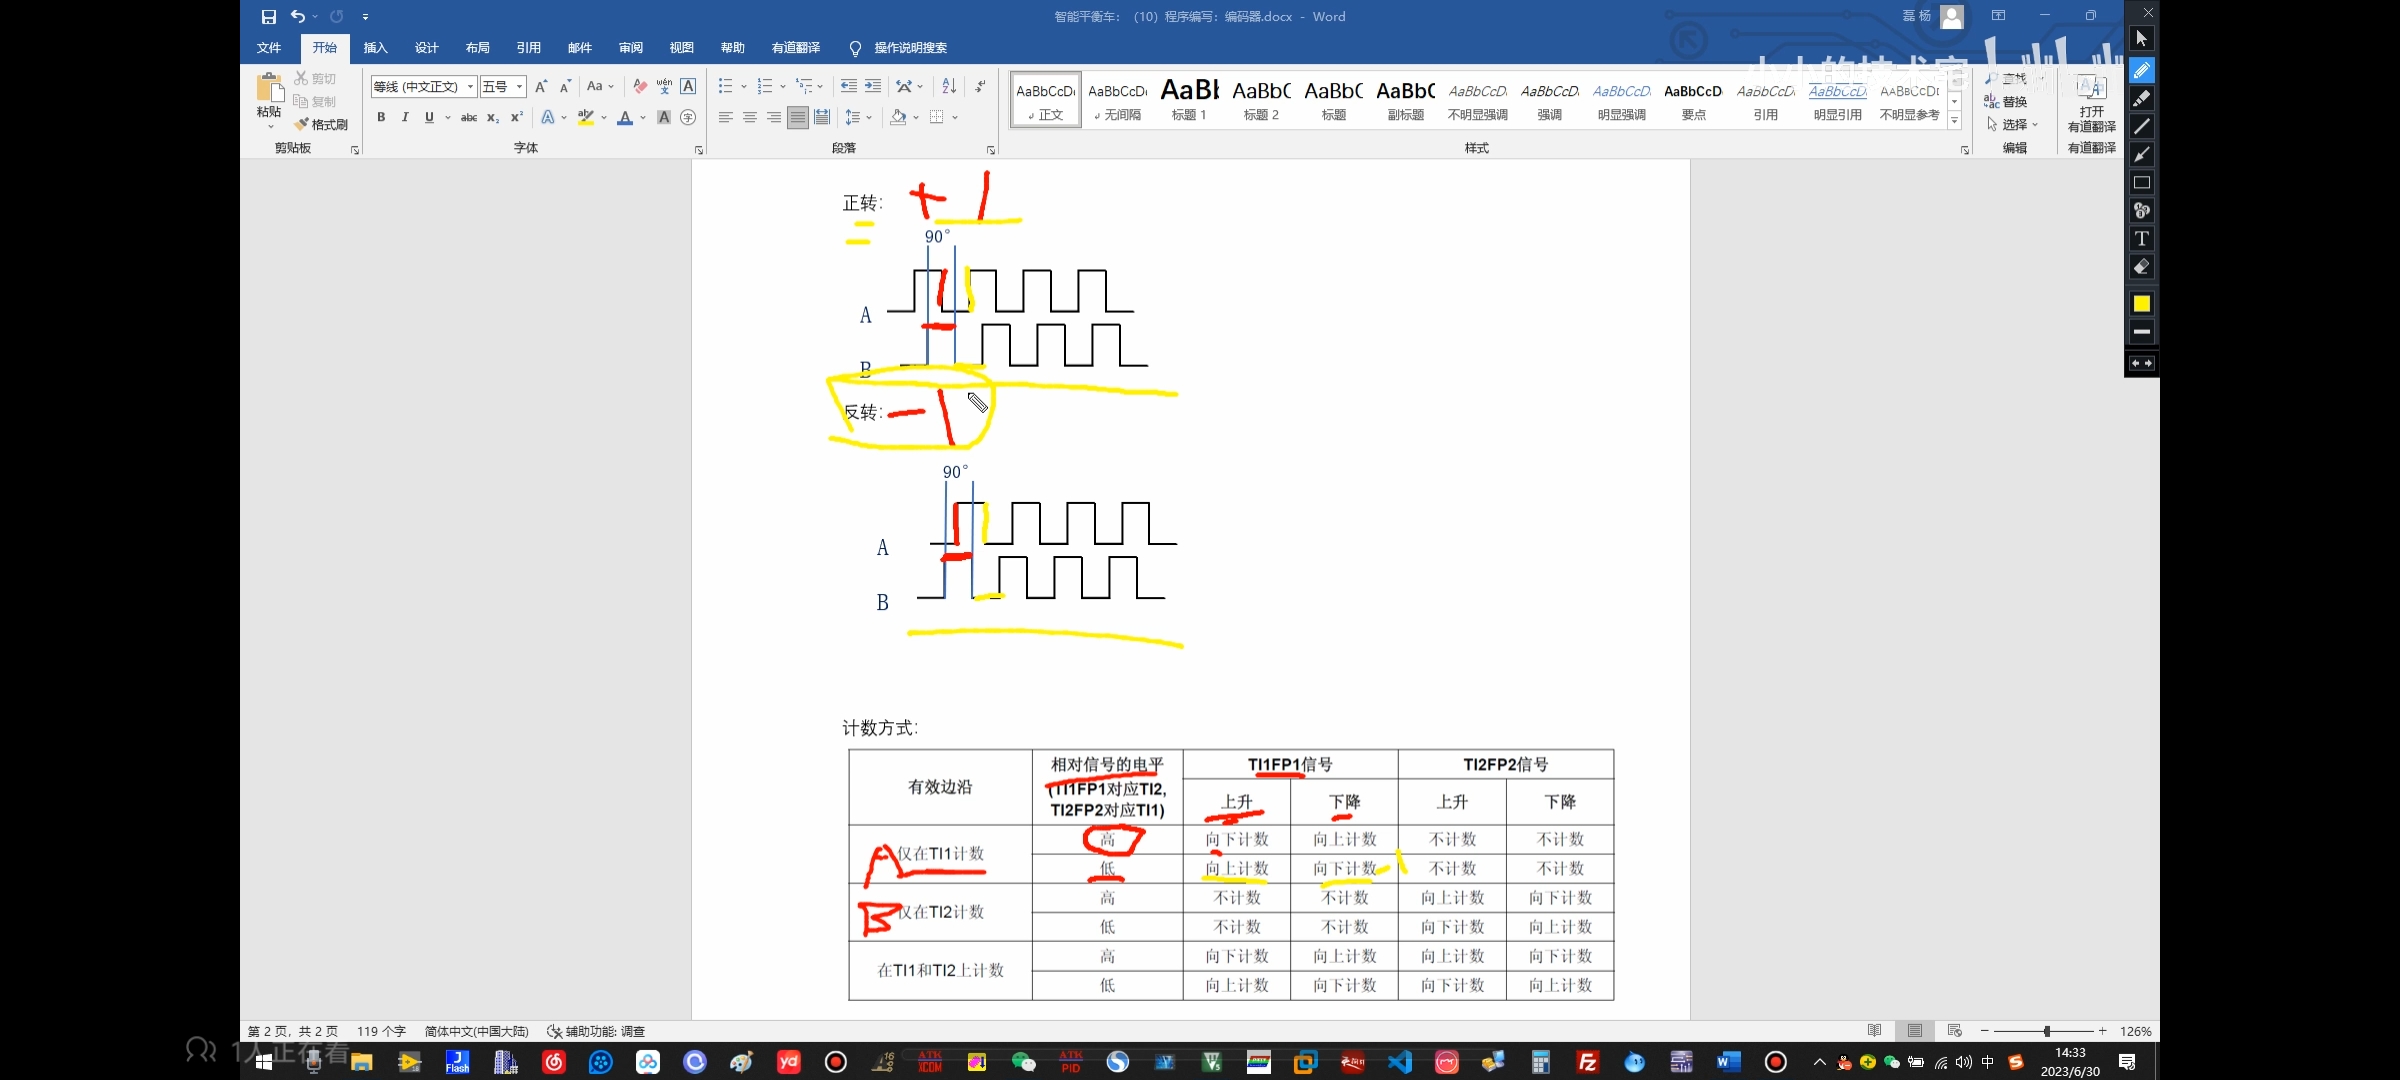 智能平衡车：（10）程序编写：编码器.docx - Word
磊 杨
文件 开始 插入 设计 布局 引用 邮件 审阅 视图 帮助 有道翻译 操作说明搜索
粘贴 剪切 复制 格式刷
剪贴板
等线 (中文正文) 五号
字体
段落
AaBbCcDı AaBbCcDı AaBl AaBbC AaBbC AaBbC AaBbCcD. AaBbCcD. AaBbCcD. AaBbCcD AaBbCcD. AaBbCcD. AaBbCcDı
正文 无间隔 标题 1 标题 2 标题 副标题 不明显强调 强调 明显强调 要点 引用 明显引用 不明显参考
样式
查找
替换
选择
编辑
打开
有道翻译
有道翻译
正转： + 1
90°
A
B
反转： - 1
90°
A
B
计数方式：
有效边沿 相对信号的电平 (TI1FP1对应TI2, TI2FP2对应TI1) TI1FP1信号 TI2FP2信号
上升 下降 上升 下降
A 仅在TI1计数 高 向下计数 向上计数 不计数 不计数
低 向上计数 向下计数 -1 不计数 不计数
B 仅在TI2计数 高 不计数 不计数 向上计数 向下计数
低 不计数 不计数 向下计数 向上计数
在TI1和TI2上计数 高 向下计数 向上计数 向上计数 向下计数
低 向上计数 向下计数 向下计数 向上计数
第 2 页，共 2 页 119 个字 简体中文(中国大陆) 辅助功能: 调查
126%
1人正在看
14:33
2023/6/30